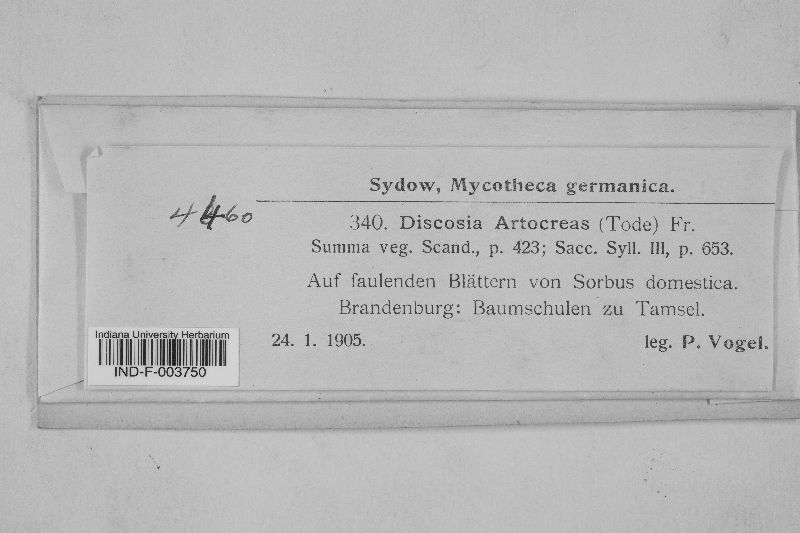 Sydow, Mycotheca germanica.
4460
340. Discosia Artocreas (Tode) Fr.
Summa veg. Scand., p. 423; Sacc. Syll. III, p. 653.
Auf faulenden Blättern von Sorbus domestica.
Brandenburg: Baumschulen zu Tamsel.
24. 1. 1905. leg. P. Vogel.
Indiana University Herbarium
IND-F-003750